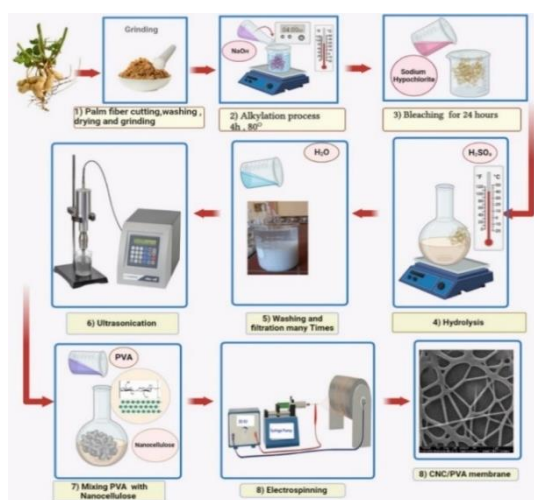 Grinding
NaOH
Sodium
Hypochlorite
1) Palm fiber cutting,washing ,
drying and grinding
2) Alkylation process
4h , 80°
3) Bleaching for 24 hours
H₂O
H₂SO₄
°F
°C
6) Ultrasonication
5) Washing and
filtration many Times
4) Hydrolysis
PVA
Nanocellulose
Syringe Pump
7) Mixing PVA with
Nanocellulose
8) Electrospinning
8) CNC/PVA membrane